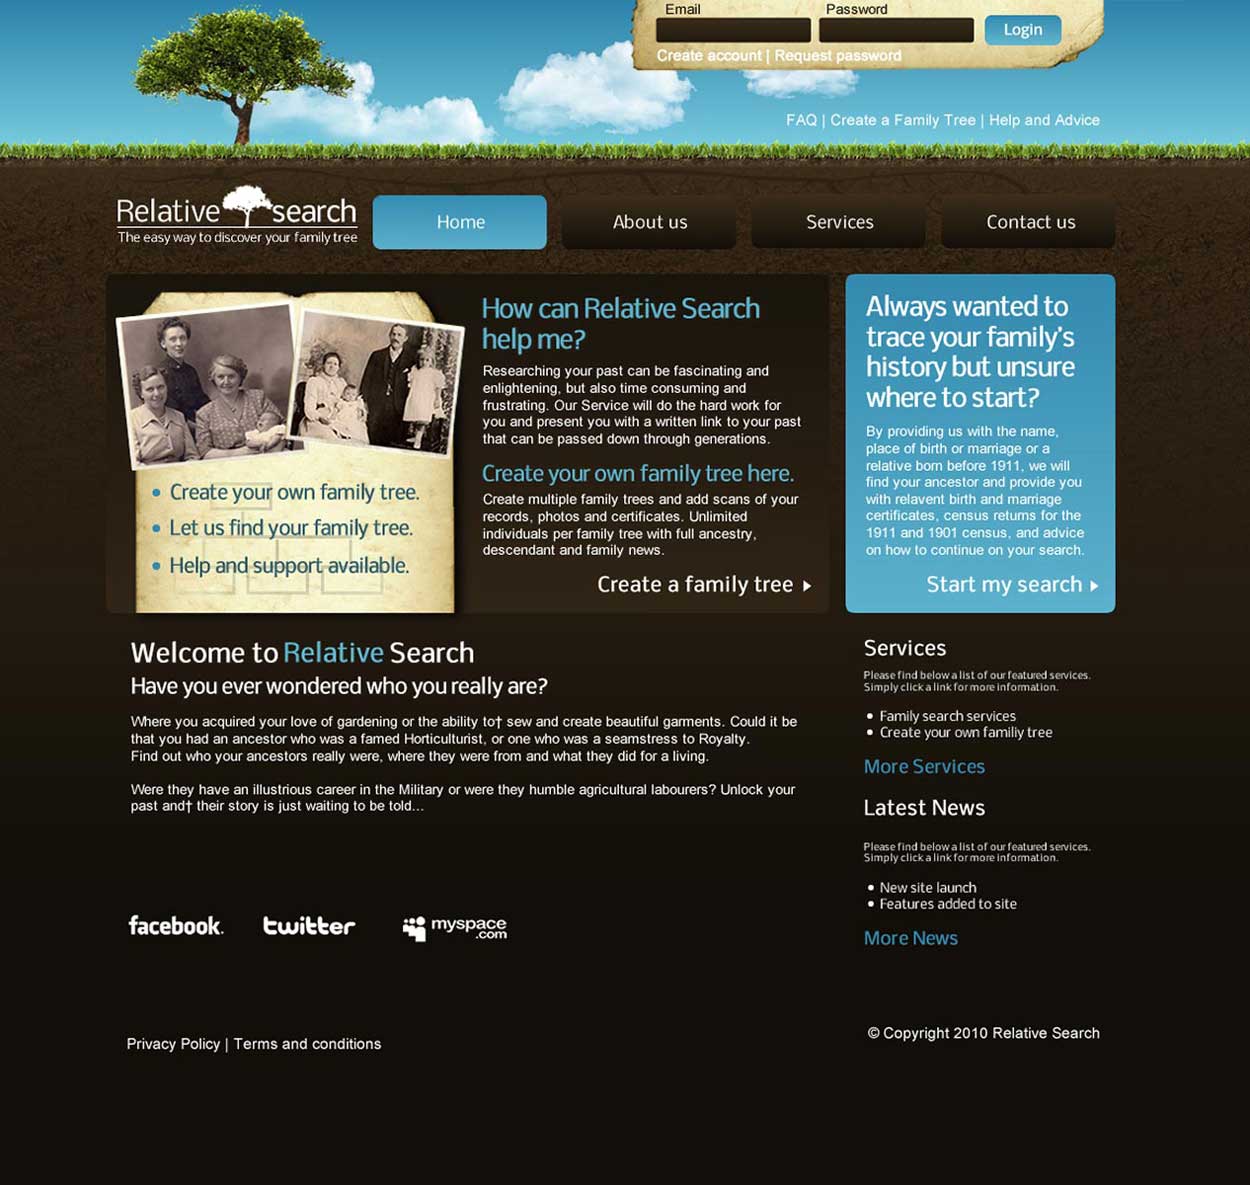 Email Password
Login
Create account | Request password
FAQ | Create a Family Tree | Help and Advice
Relative search
The easy way to discover your family tree
Home
About us
Services
Contact us
Create your own family tree.
Let us find your family tree.
Help and support available.
How can Relative Search
help me?
Researching your past can be fascinating and
enlightening, but also time consuming and
frustrating. Our Service will do the hard work for
you and present you with a written link to your past
that can be passed down through generations.
Create your own family tree here.
Create multiple family trees and add scans of your
records, photos and certificates. Unlimited
individuals per family tree with full ancestry,
descendant and family news.
Create a family tree
Always wanted to
trace your family's
history but unsure
where to start?
By providing us with the name,
place of birth or marriage or a
relative born before 1911, we will
find your ancestor and provide you
with relavent birth and marriage
certificates, census returns for the
1911 and 1901 census, and advice
on how to continue on your search.
Start my search
Welcome to Relative Search
Have you ever wondered who you really are?
Where you acquired your love of gardening or the ability to† sew and create beautiful garments. Could it be
that you had an ancestor who was a famed Horticulturist, or one who was a seamstress to Royalty.
Find out who your ancestors really were, where they were from and what they did for a living.
Were they have an illustrious career in the Military or were they humble agricultural labourers? Unlock your
past and† their story is just waiting to be told...
Services
Please find below a list of our featured services.
Simply click a link for more information.
• Family search services
• Create your own familiy tree
More Services
Latest News
Please find below a list of our featured services.
Simply click a link for more information.
• New site launch
• Features added to site
More News
facebook.
twitter
myspace
.com
Privacy Policy | Terms and conditions
© Copyright 2010 Relative Search